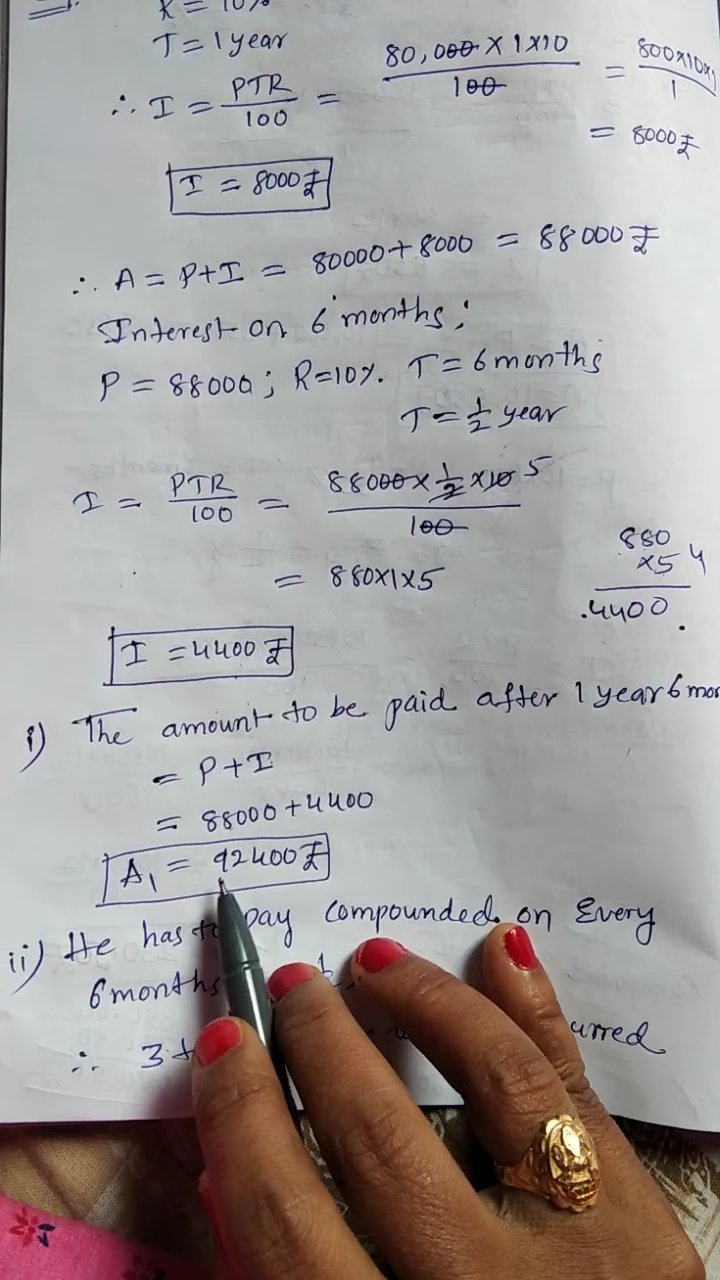 R = 10%
T = 1 year
∴ I = PTR/100 = 80,000 × 1 × 10/100 = 800×10×1/1
= 8000₹
I = 8000₹
∴ A = P+I = 80000+8000 = 88000₹
Interest on 6 months;
P = 88000; R=10%. T = 6 months
T = 1/2 year
I = PTR/100 = 88000 × 1/2 × 10 5/100
= 880×1×5
880
×5 4
4400
I = 4400₹
i) The amount to be paid after 1 year 6
= P + I
= 88000 + 4400
A₁ = 92400₹
ii) He has to pay compounded on Every
6 months
∴ 3